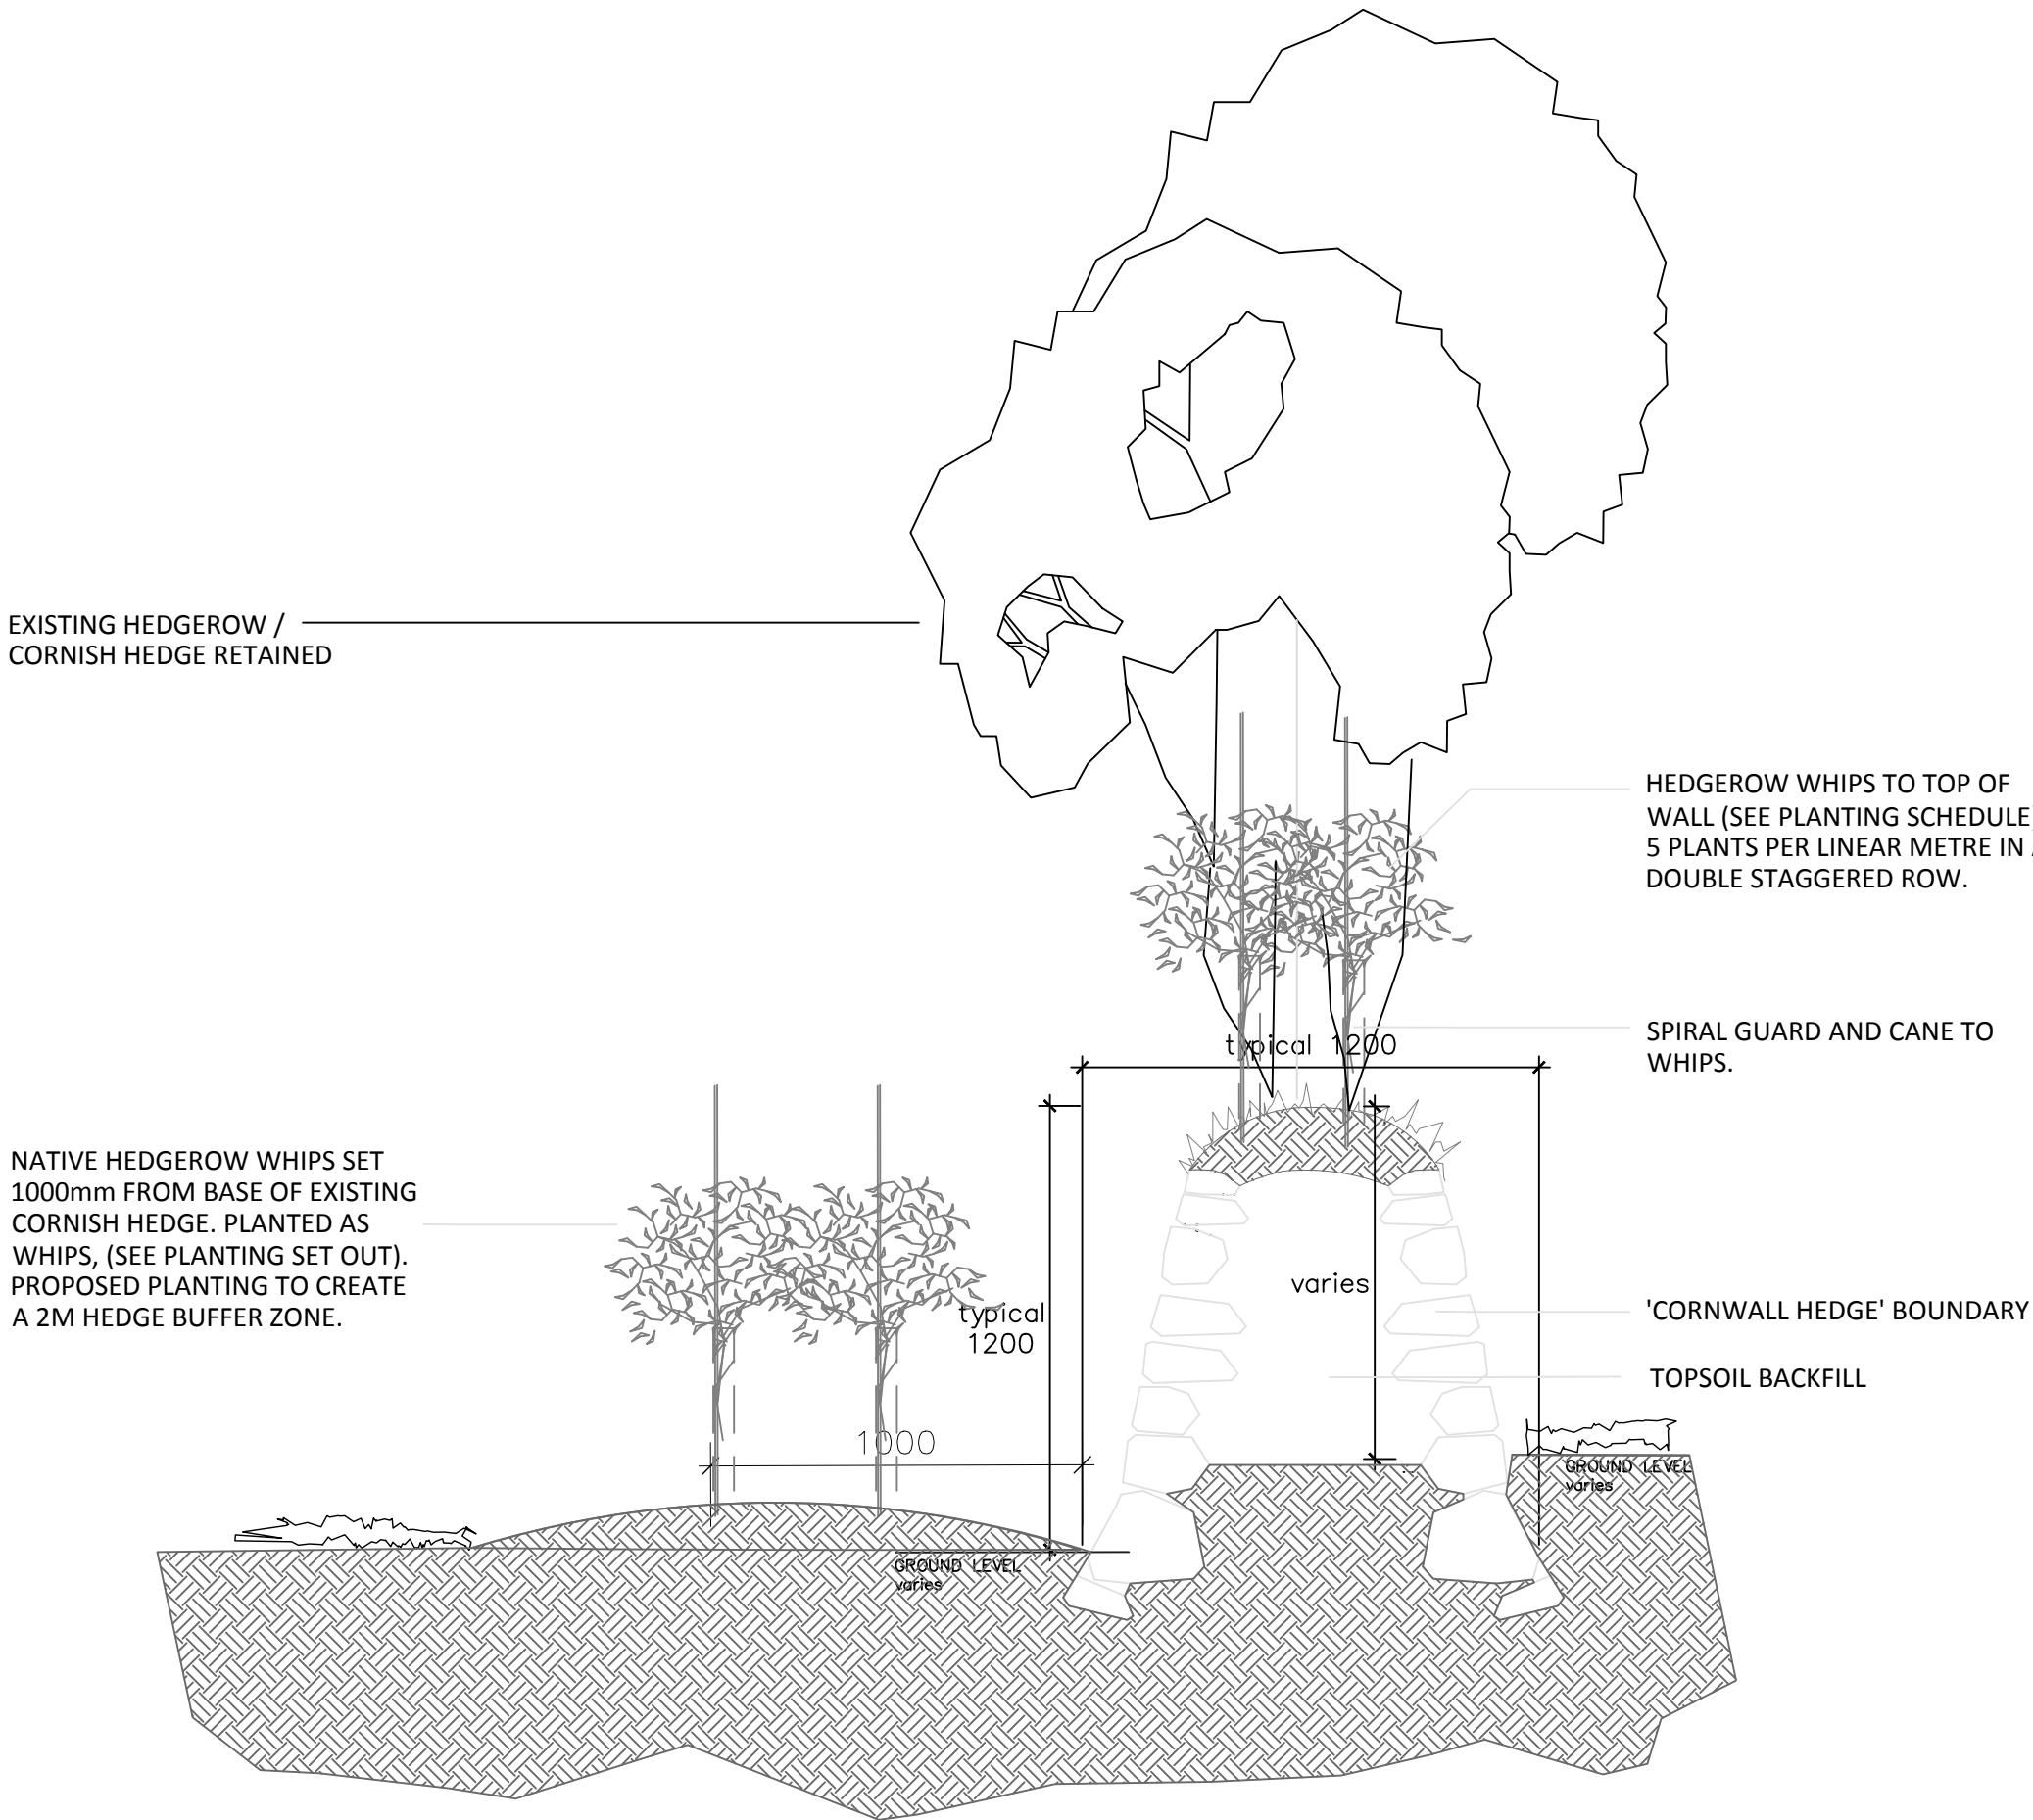 EXISTING HEDGEROW /
CORNISH HEDGE RETAINED
HEDGEROW WHIPS TO TOP OF
WALL (SEE PLANTING SCHEDULE)
5 PLANTS PER LINEAR METRE IN
DOUBLE STAGGERED ROW.
SPIRAL GUARD AND CANE TO
WHIPS.
typical 1200
NATIVE HEDGEROW WHIPS SET
1000mm FROM BASE OF EXISTING
CORNISH HEDGE. PLANTED AS
WHIPS, (SEE PLANTING SET OUT).
PROPOSED PLANTING TO CREATE
A 2M HEDGE BUFFER ZONE.
typical
1200
varies
'CORNWALL HEDGE' BOUNDARY
TOPSOIL BACKFILL
1000
GROUND LEVEL
varies
GROUND LEVEL
varies